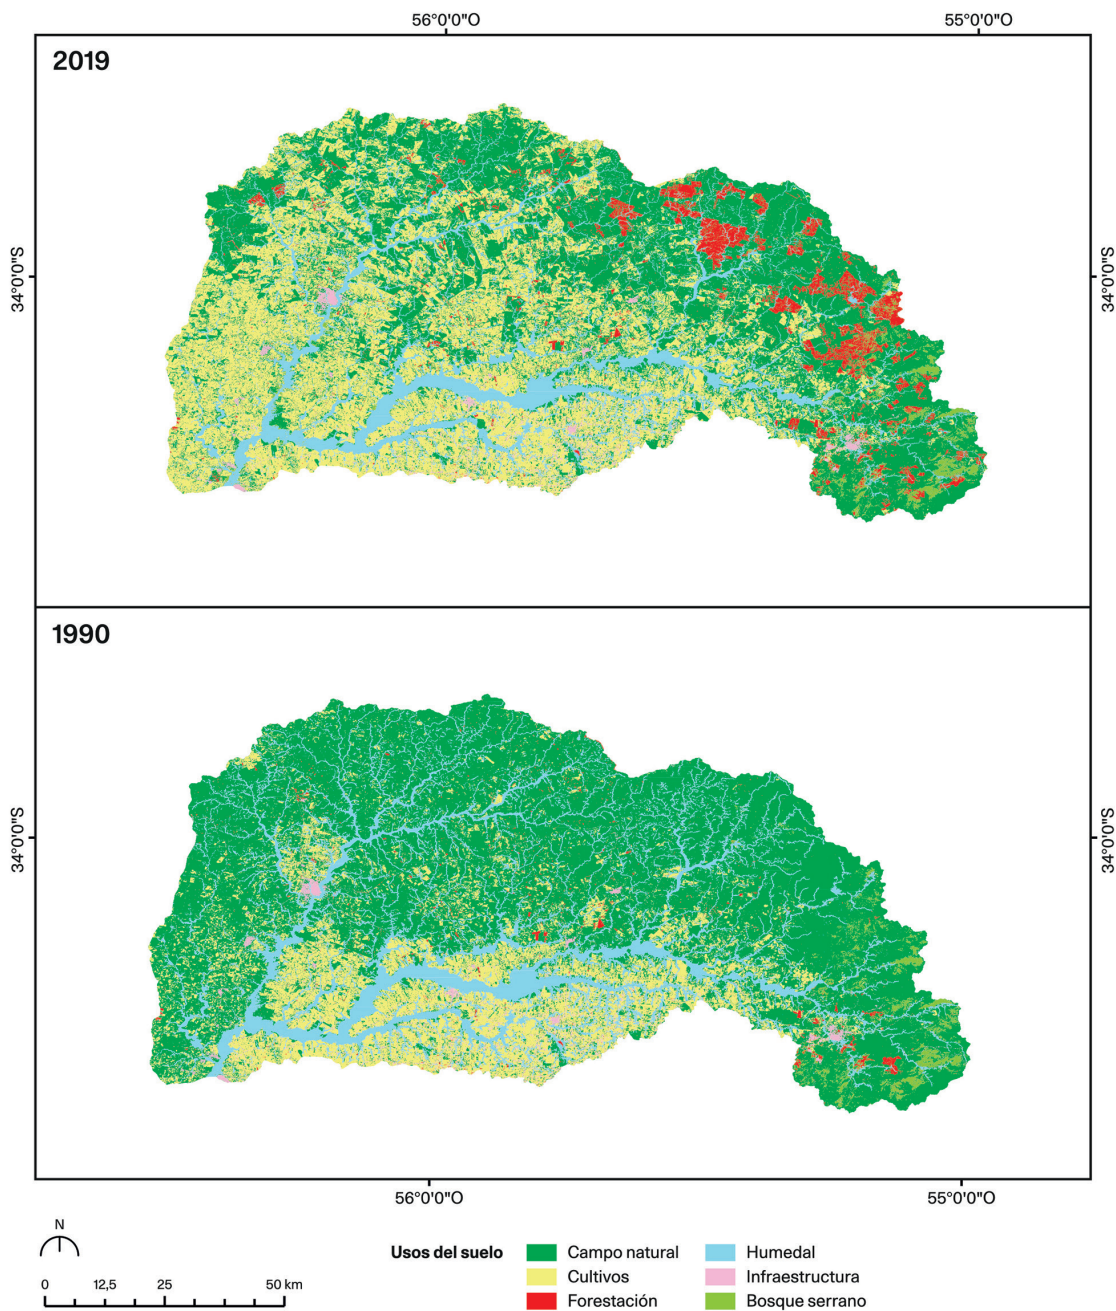 56°0'0"O 55°0'0"O
2019
34°0'0"S 34°0'0"S
1990
34°0'0"S 34°0'0"S
56°0'0"O 55°0'0"O
N
0 12,5 25 50 km
Usos del suelo
Campo natural
Cultivos
Forestación
Humedal
Infraestructura
Bosque serrano